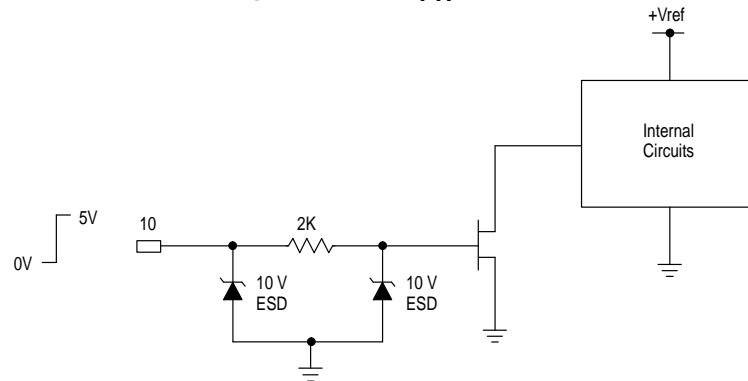 +Vref
Internal
Circuits
5V
0V
10
2K
10 V
ESD
10 V
ESD